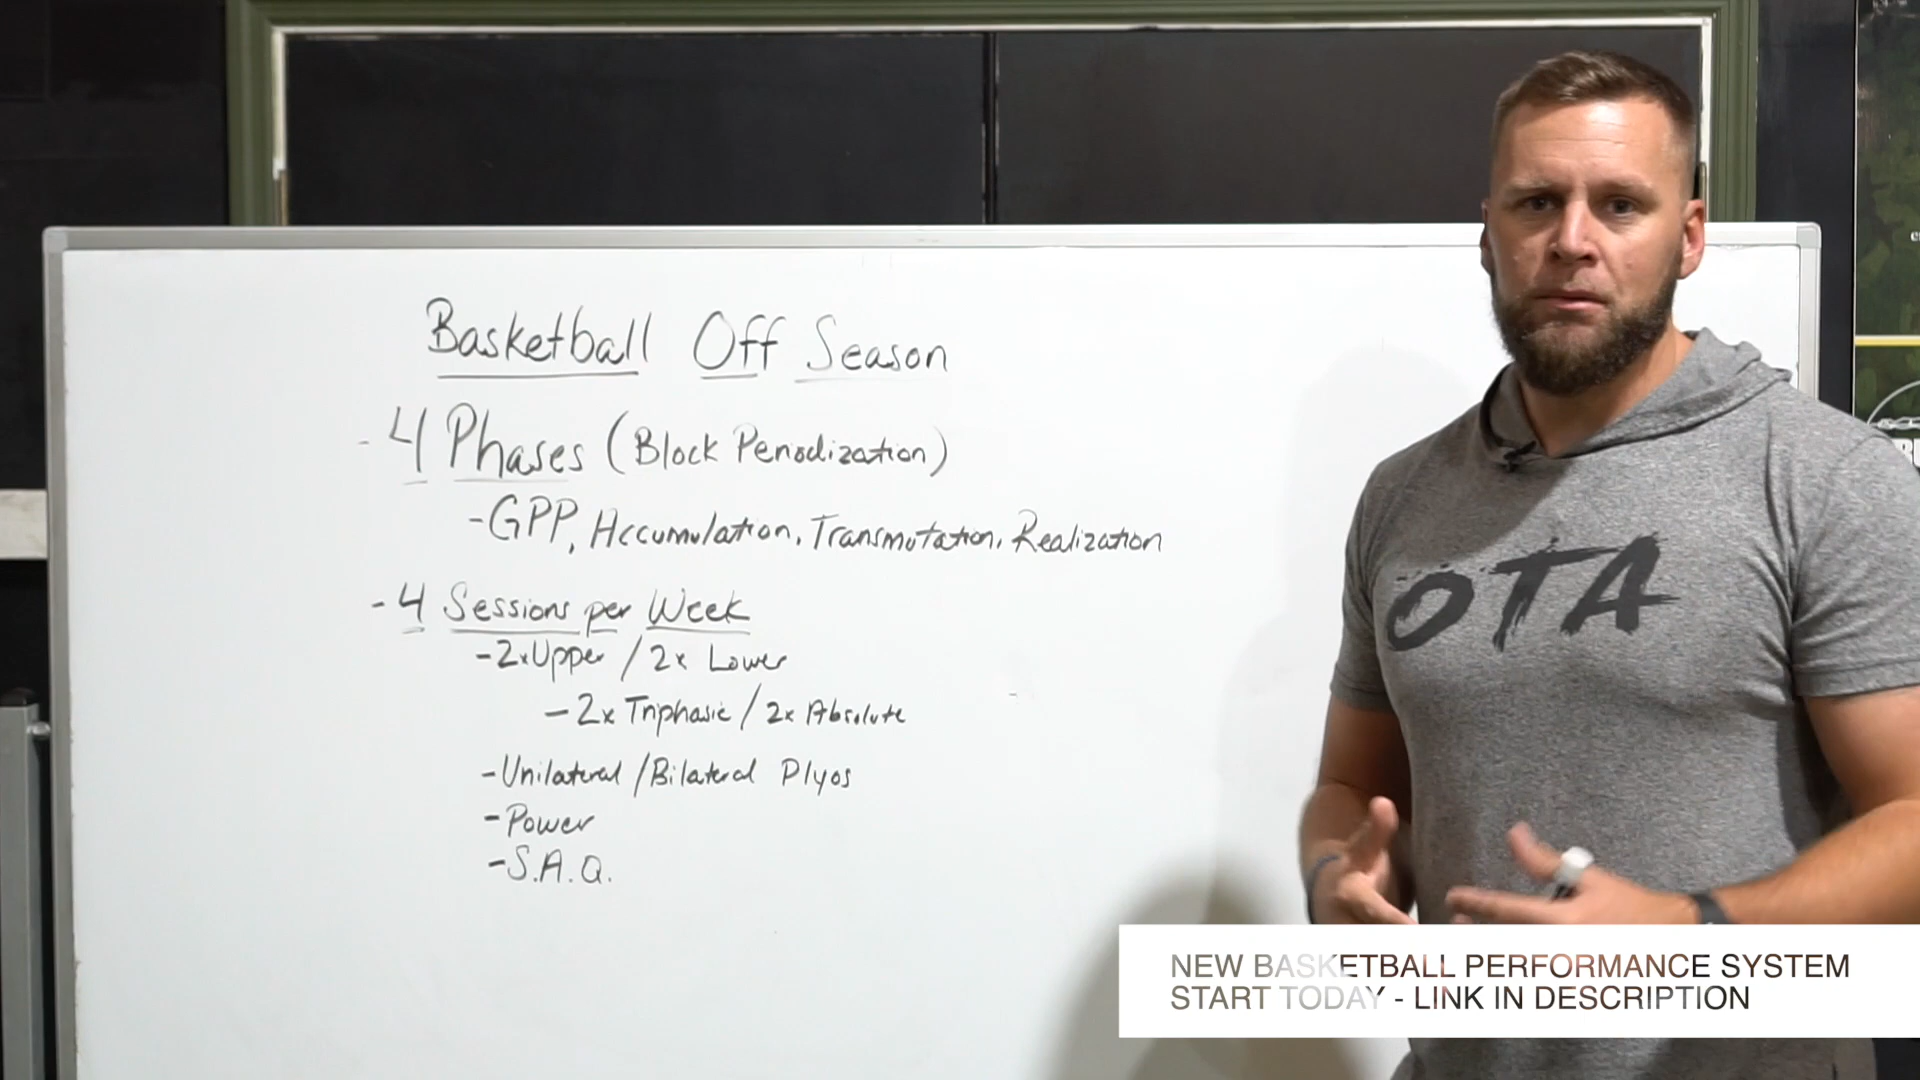 Basketball Off Season
- 4 Phases (Block Periodization)
- GPP, Accumulation, Transmutation, Realization
- 4 Sessions per Week
- 2x Upper / 2x Lower
- 2x Triphasic / 2x Absolute
- Unilateral / Bilateral Plyos
- Power
- S.A.Q.
OTA
NEW BASKETBALL PERFORMANCE SYSTEM
START TODAY - LINK IN DESCRIPTION